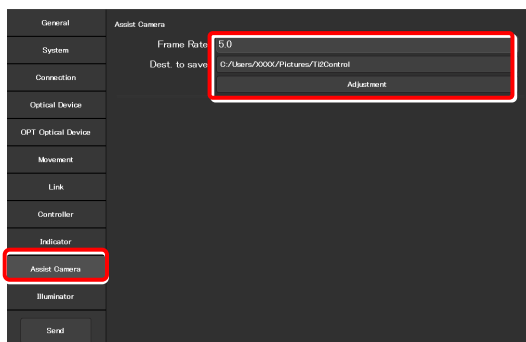 General
System
Connection
Optical Device
OPT Optical Device
Movement
Link
Controller
Indicator
Assist Camera
Illuminator
Send
Assist Camera
Frame Rate 5.0
Dest. to save C:/Users/XXXX/Pictures/Ti2Control
Adjustment